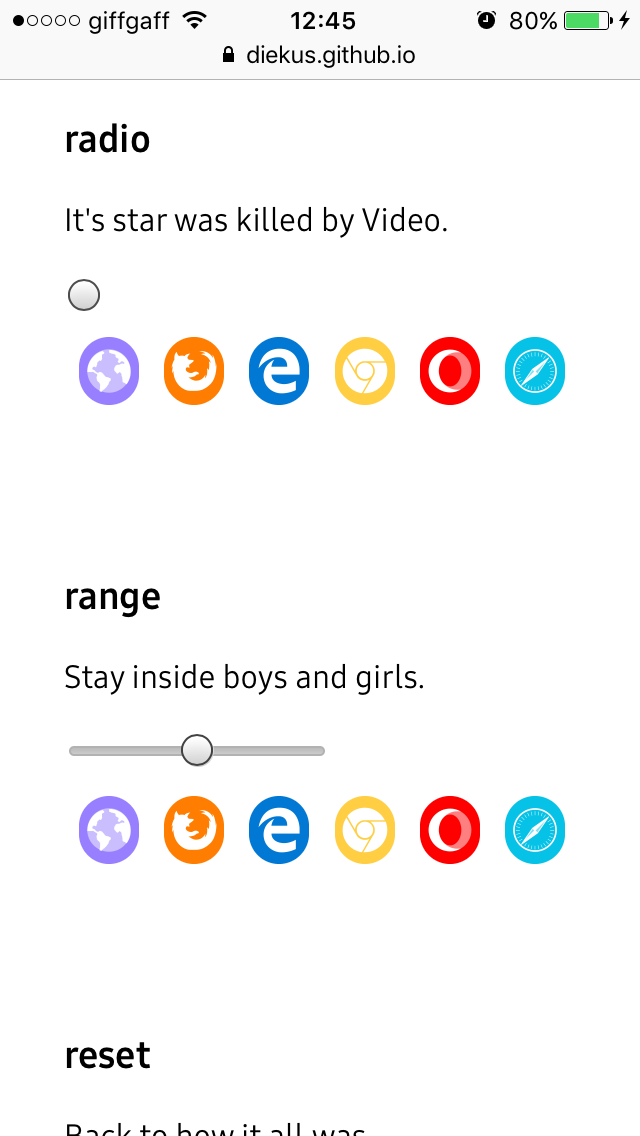 giffgaff 12:45 80%
diekus.github.io
radio
It's star was killed by Video.
range
Stay inside boys and girls.
reset
Back to how it all was